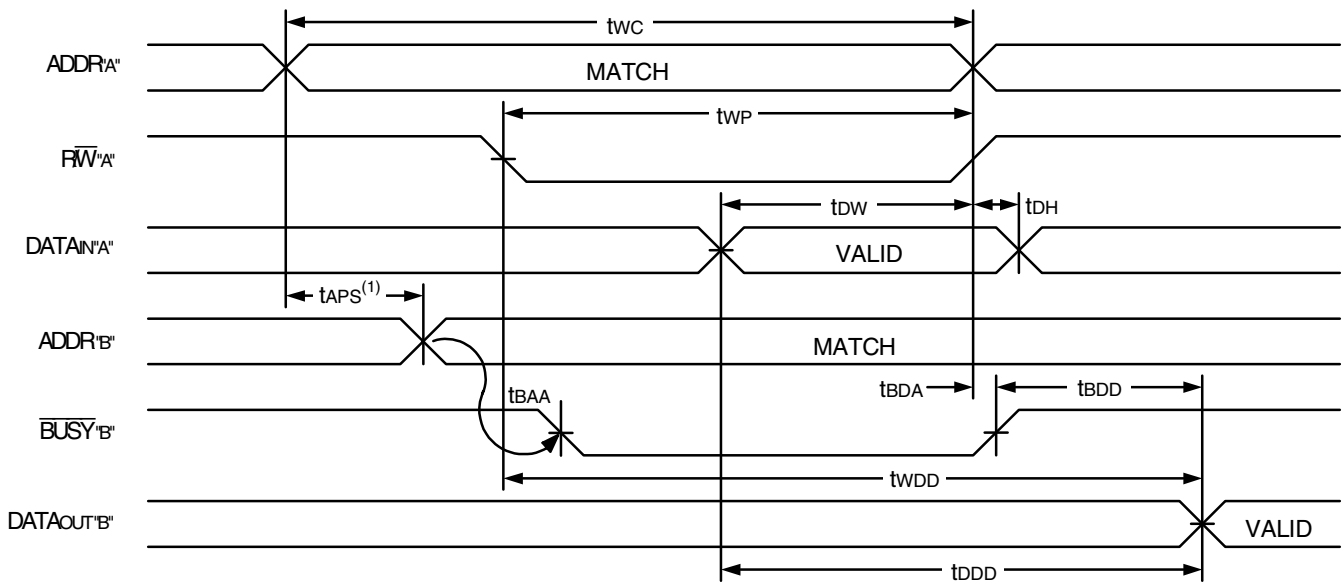 tWC
ADDR"A"
MATCH
tWP
R/W̅"A"
tDW
tDH
DATAIN"A"
VALID
tAPS(1)
ADDR"B"
MATCH
tBAA
tBDA
tBDD
B̅U̅S̅Y̅"B"
tWDD
DATAOUT"B"
VALID
tDDD